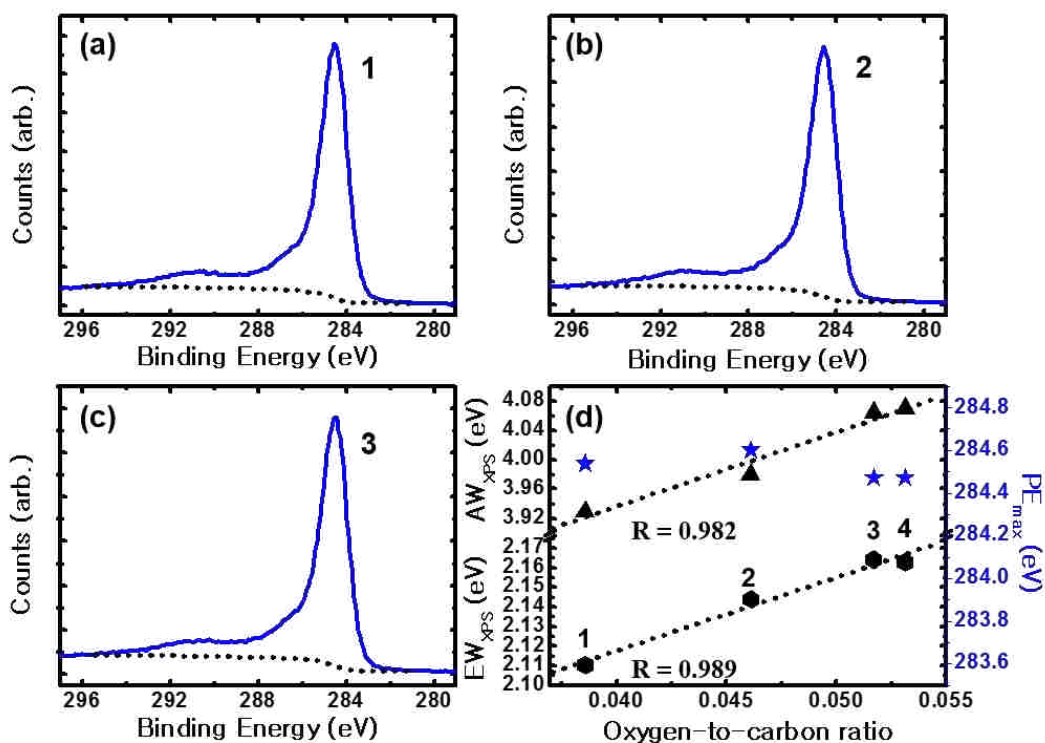 (a)
1
Counts (arb.)
296 292 288 284 280
Binding Energy (eV)
(b)
2
Counts (arb.)
296 292 288 284 280
Binding Energy (eV)
(c)
3
Counts (arb.)
296 292 288 284 280
Binding Energy (eV)
(d)
AW_XPS (eV)
4.08
4.04
4.00
3.96
3.92
EW_XPS (eV)
2.17
2.16
2.15
2.14
2.13
2.12
2.11
2.10
R = 0.982
R = 0.989
1
2
3
4
284.8
284.6
284.4
284.2
284.0
283.8
283.6
PE_max (eV)
0.040 0.045 0.050 0.055
Oxygen-to-carbon ratio